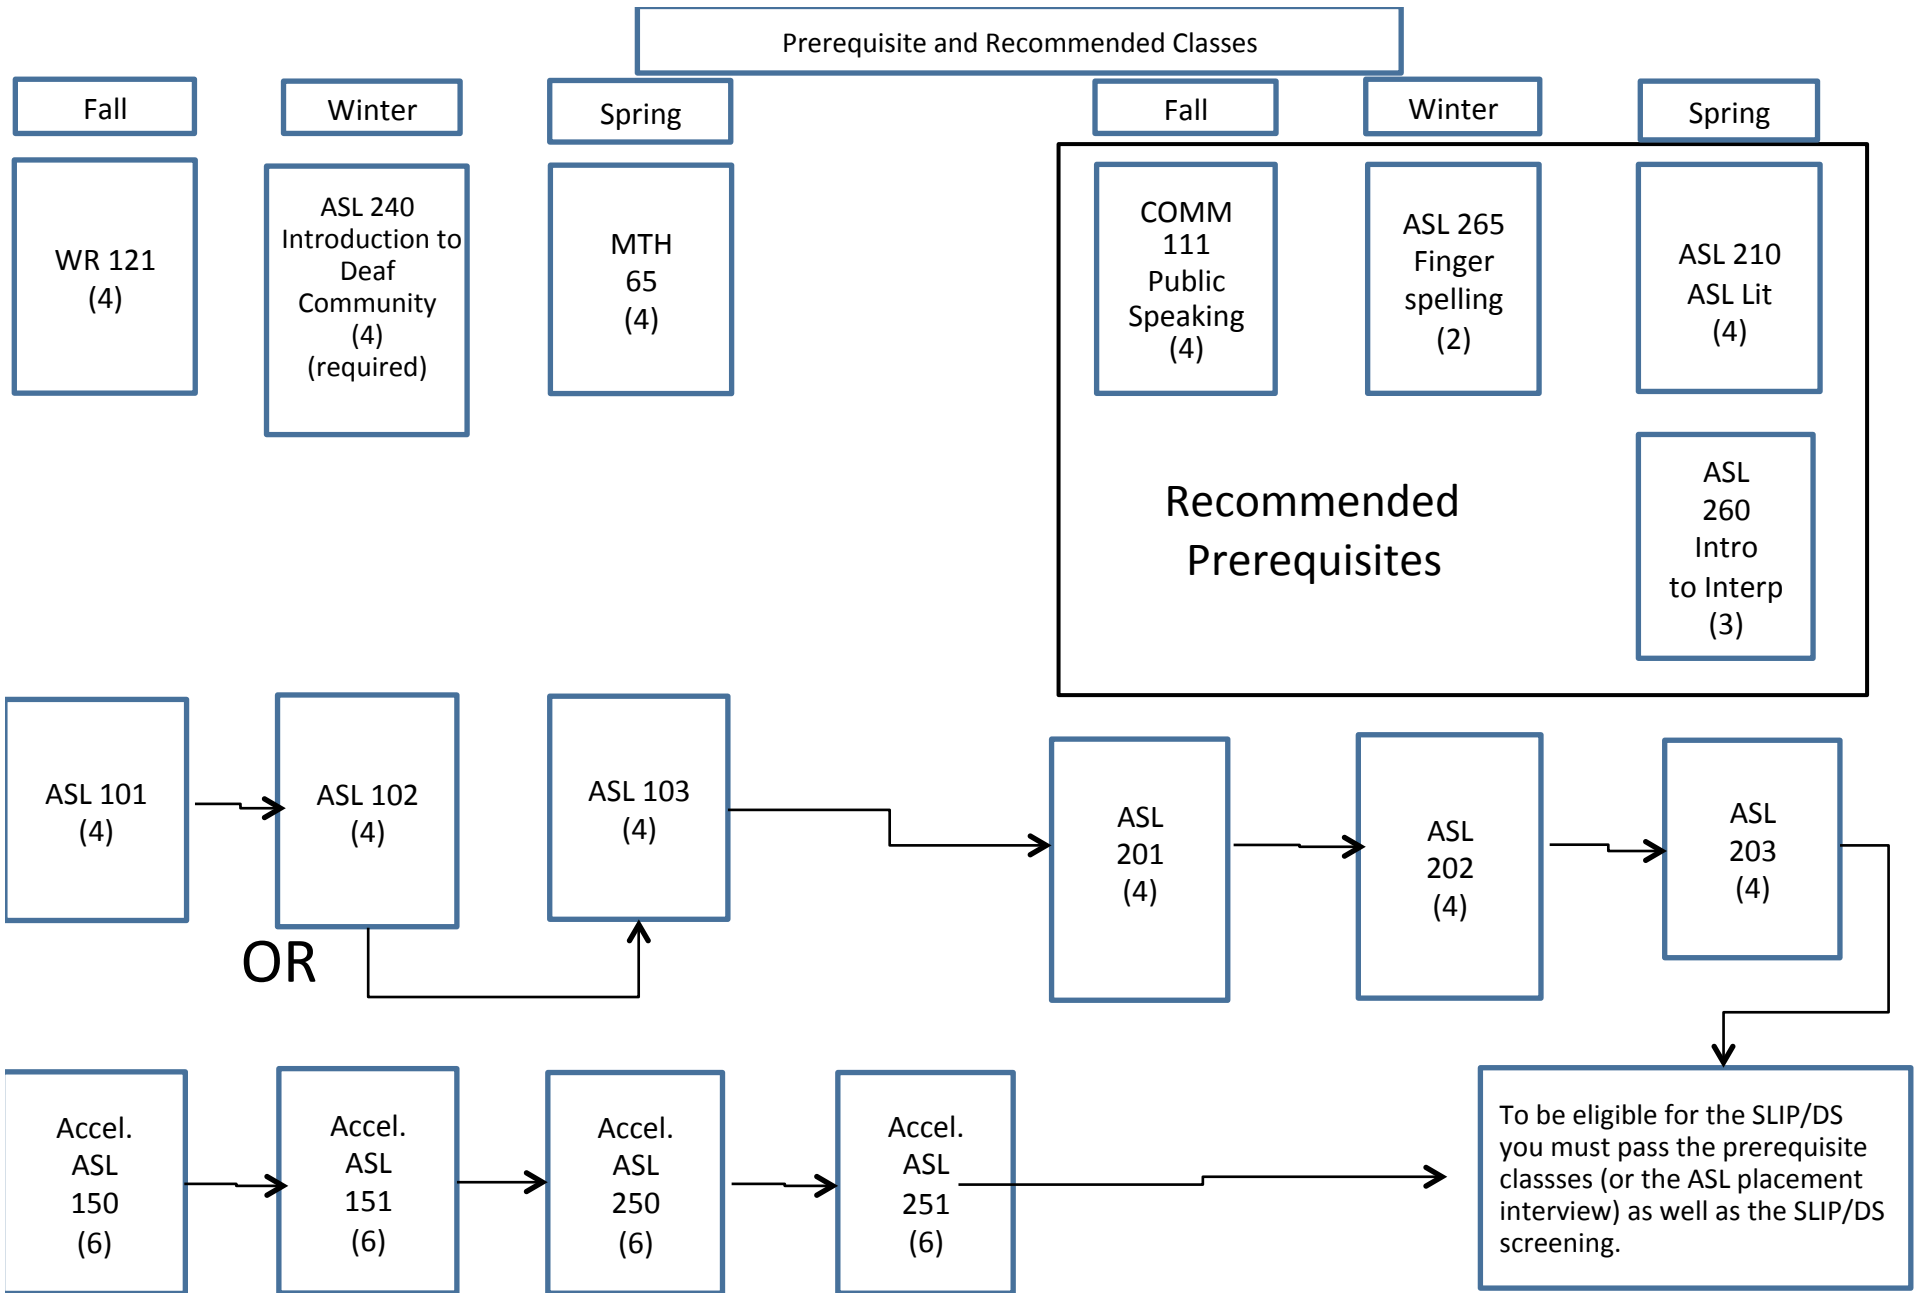 Prerequisite and Recommended Classes
Fall
Winter
Spring
Fall
Winter
Spring
WR 121
(4)
ASL 240
Introduction to
Deaf
Community
(4)
(required)
MTH
65
(4)
COMM
111
Public
Speaking
(4)
ASL 265
Finger
spelling
(2)
ASL 210
ASL Lit
(4)
Recommended
Prerequisites
ASL
260
Intro
to Interp
(3)
ASL 101
(4)
ASL 102
(4)
ASL 103
(4)
ASL
201
(4)
ASL
202
(4)
ASL
203
(4)
OR
Accel.
ASL
150
(6)
Accel.
ASL
151
(6)
Accel.
ASL
250
(6)
Accel.
ASL
251
(6)
To be eligible for the SLIP/DS
you must pass the prerequisite
classses (or the ASL placement
interview) as well as the SLIP/DS
screening.